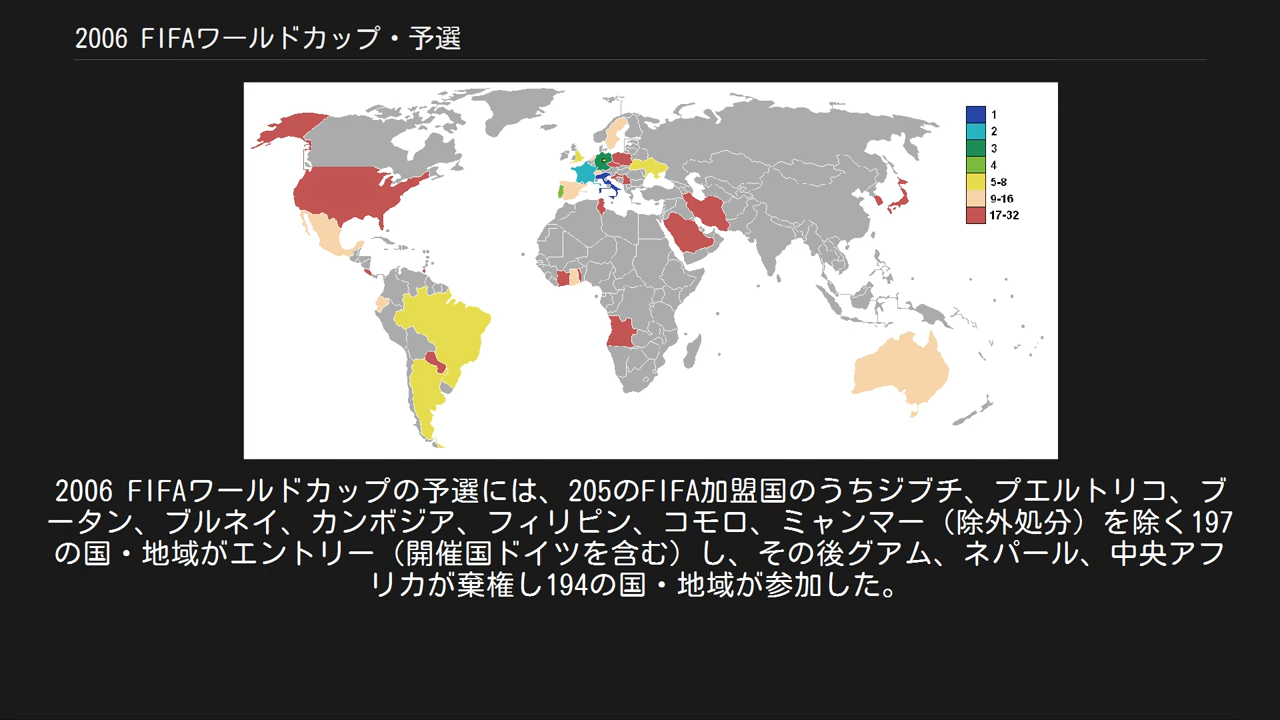 2006 FIFAワールドカップ・予選
1
2
3
4
5-8
9-16
17-32
2006 FIFAワールドカップの予選には、205のFIFA加盟国のうちジブチ、プエルトリコ、ブ
ータン、ブルネイ、カンボジア、フィリピン、コモロ、ミャンマー（除外処分）を除く197
の国・地域がエントリー（開催国ドイツを含む）し、その後グアム、ネパール、中央アフ
リカが棄権し194の国・地域が参加した。